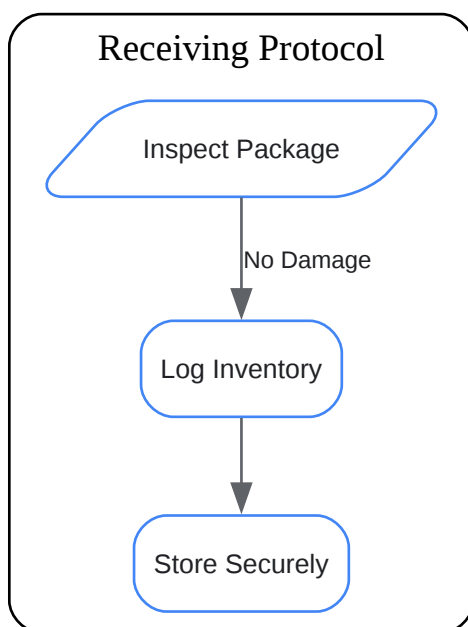 Receiving Protocol
Inspect Package
No Damage
Log Inventory
Store Securely